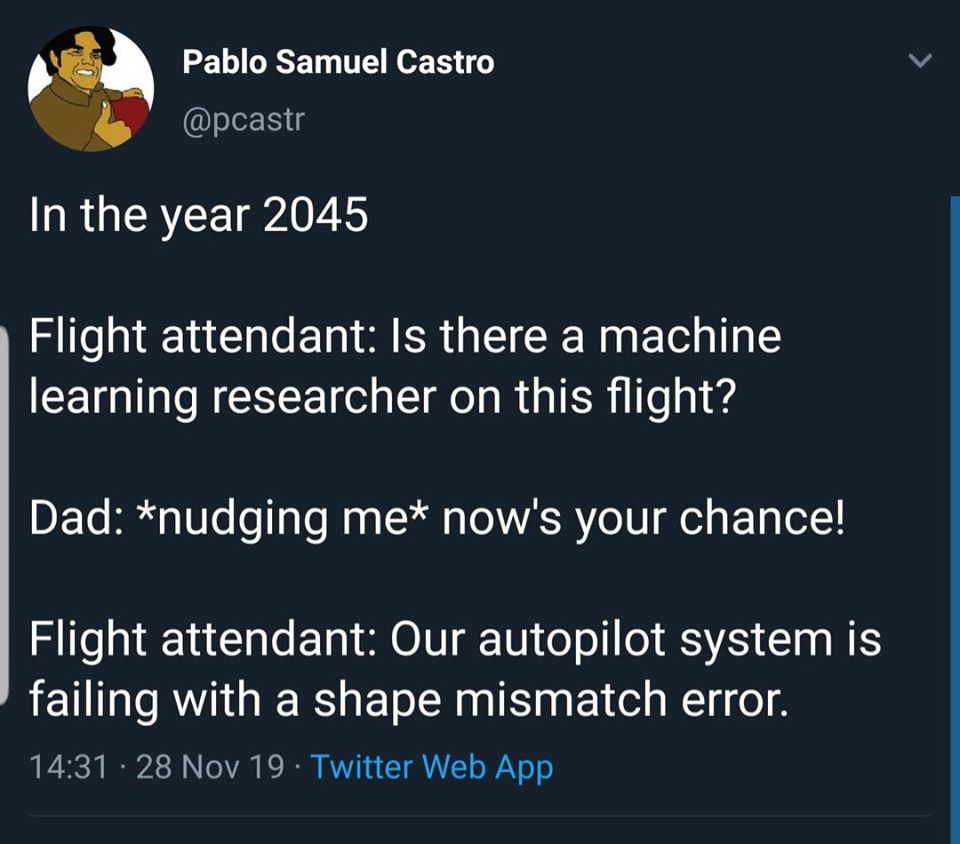 Pablo Samuel Castro
@pcastr
In the year 2045
Flight attendant: Is there a machine
learning researcher on this flight?
Dad: *nudging me* now's your chance!
Flight attendant: Our autopilot system is
failing with a shape mismatch error.
14:31 · 28 Nov 19 · Twitter Web App